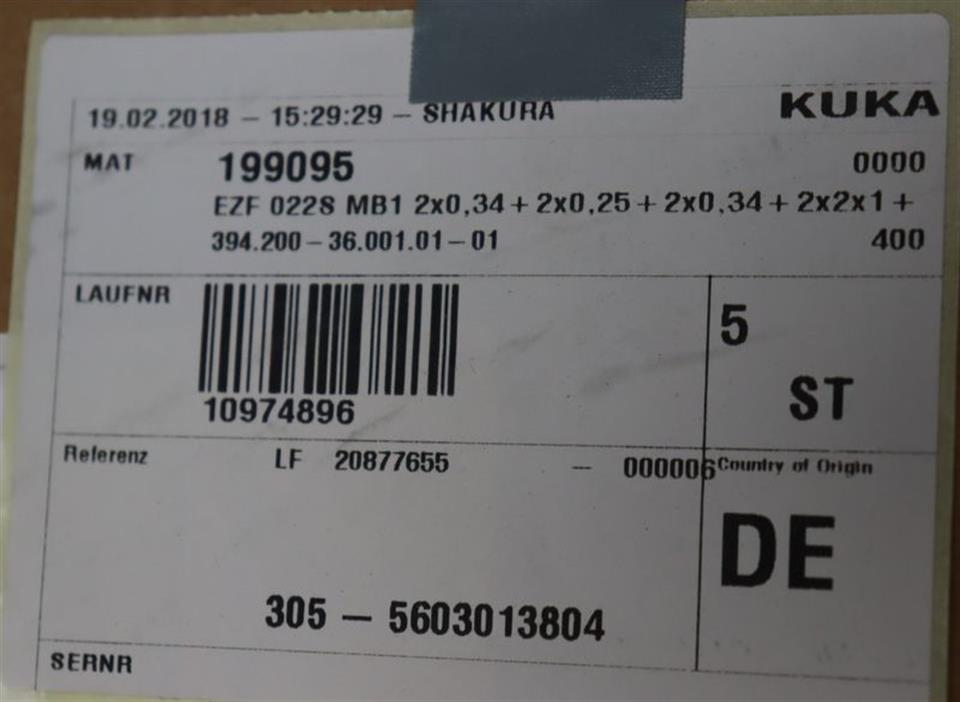 19.02.2018 – 15:29:29 – SHAKURA KUKA
MAT 199095 0000
EZF 0228 MB1 2x0,34 + 2x0,25 + 2x0,34 + 2x2x1 +
394.200–36.001.01–01 400
LAUFNR
10974896
5
ST
Referenz LF 20877655 – 000006
Country of Origin
DE
305 – 5603013804
SERNR